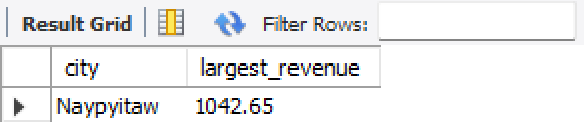 Result Grid Filter Rows:
city largest_revenue
Naypyitaw 1042.65